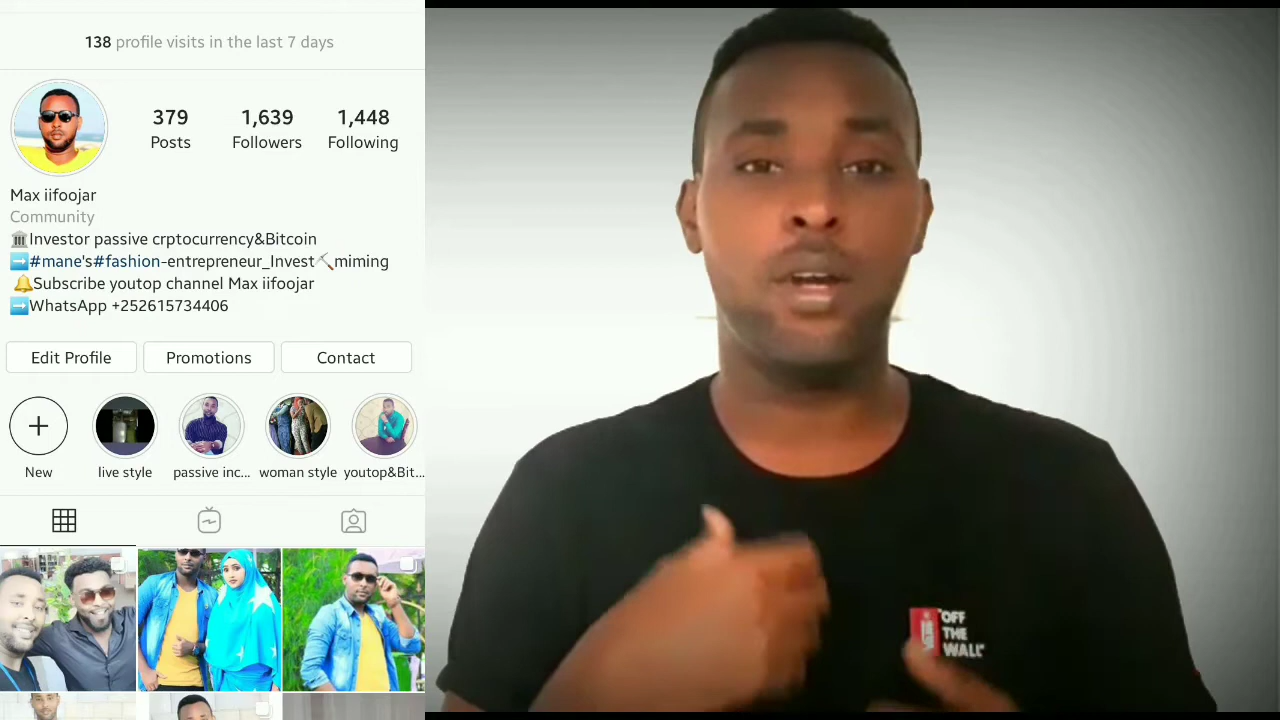 138 profile visits in the last 7 days
379
Posts
1,639
Followers
1,448
Following
Max iifoojar
Community
🏛Investor passive crptocurrency&Bitcoin
➡️#mane's#fashion-entrepreneur_Invest⛏miming
🔔Subscribe youtop channel Max iifoojar
➡️WhatsApp +252615734406
Edit Profile
Promotions
Contact
New
live style
passive inc...
woman style
youtop&Bit...
"OFF
THE
WALL"